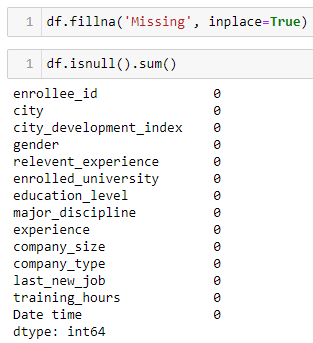 1 df.fillna('Missing', inplace=True)
1 df.isnull().sum()
enrollee_id 0
city 0
city_development_index 0
gender 0
relevent_experience 0
enrolled_university 0
education_level 0
major_discipline 0
experience 0
company_size 0
company_type 0
last_new_job 0
training_hours 0
Date time 0
dtype: int64